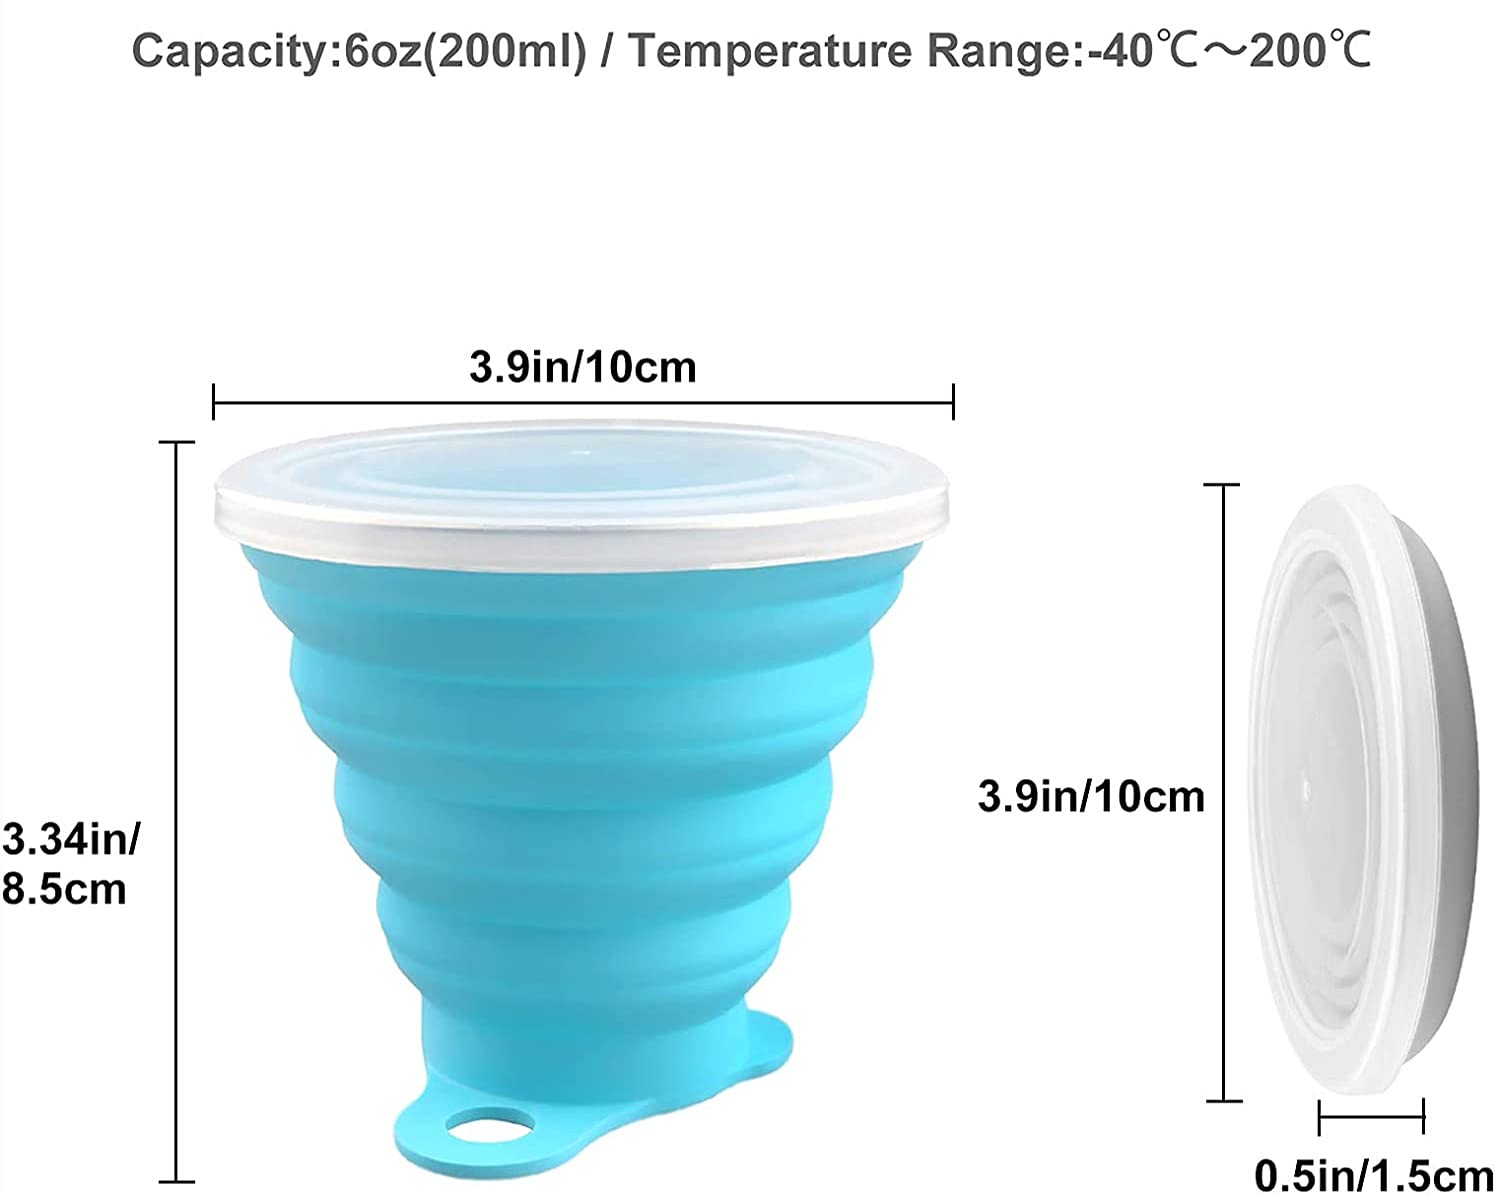 Capacity:6oz(200ml) / Temperature Range:-40℃～200℃
3.9in/10cm
3.34in/
8.5cm
3.9in/10cm
0.5in/1.5cm